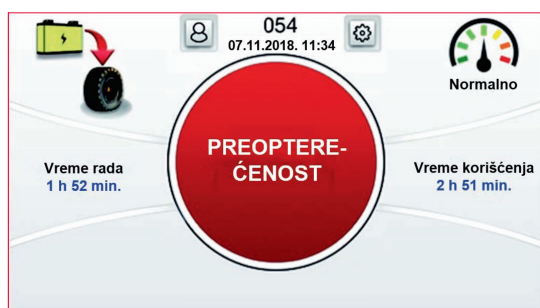 054
07.11.2018. 11:34
Normalno
PREOPTERE-
ĆENOST
Vreme rada
1 h 52 min.
Vreme korišćenja
2 h 51 min.